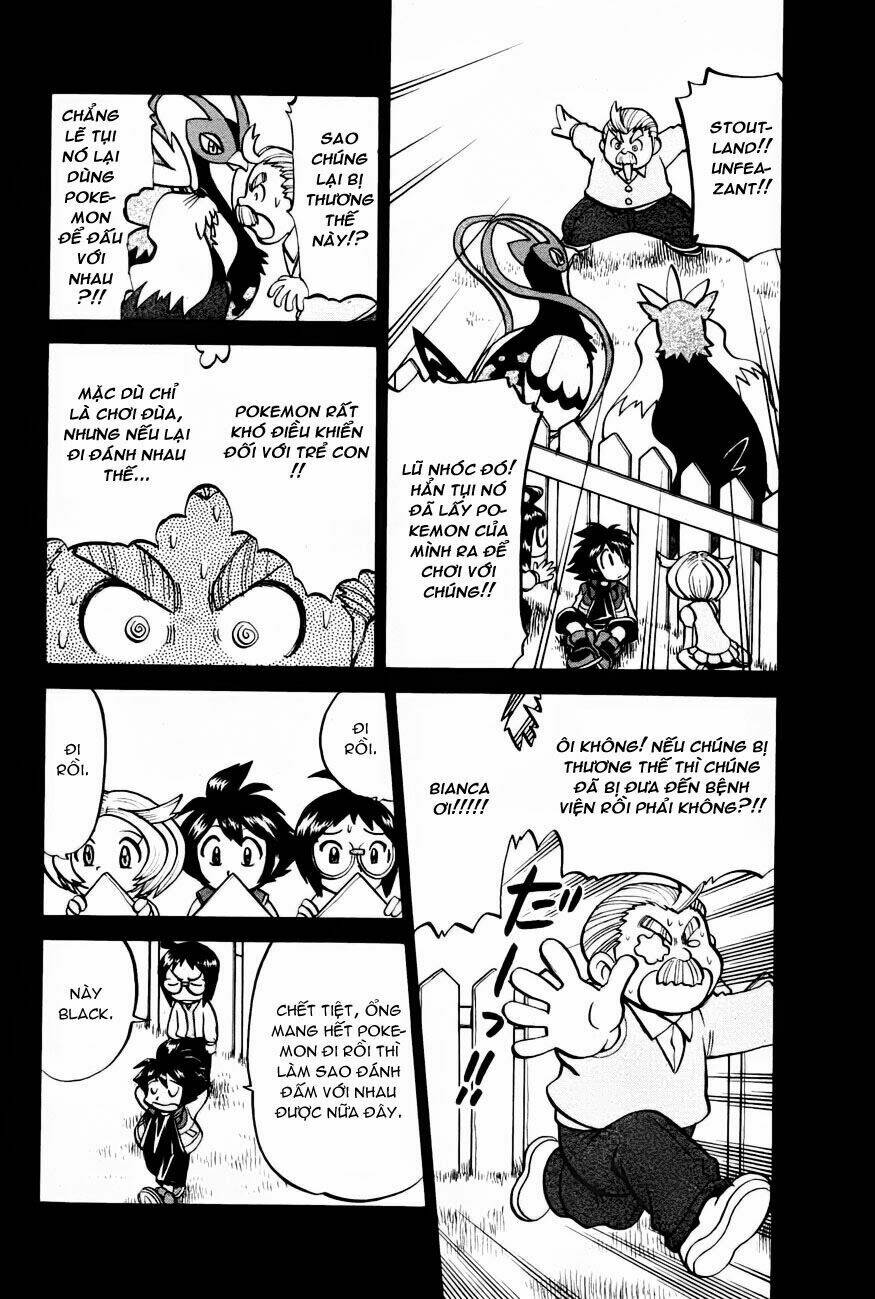 STOUT-
LAND!!
UNFEA-
ZANT!!
LŨ NHÓC ĐÓ!
HẲN TỤI NÓ
ĐÃ LẤY PO-
KEMON CỦA
MÌNH RA ĐỂ
CHƠI VỚI
CHÚNG!!
SAO
CHÚNG
LẠI BỊ
THƯƠNG
THẾ
NÀY!?
CHẲNG
LẼ TỤI
NÓ LẠI
DÙNG
POKE-
MON
ĐỂ ĐẤU
VỚI
NHAU
?!!
POKEMON RẤT
KHÓ ĐIỀU KHIỂN
ĐỐI VỚI TRẺ CON
!!
MẶC DÙ CHỈ
LÀ CHƠI ĐÙA,
NHƯNG NẾU LẠI
ĐI ĐÁNH NHAU
THẾ...
ÔI KHÔNG! NẾU CHÚNG BỊ
THƯƠNG THẾ THÌ CHÚNG
ĐÃ BỊ ĐƯA ĐẾN BỆNH
VIỆN RỒI PHẢI KHÔNG?!!
BIANCA
ƠI!!!!!
だーっ!!
ĐI
RỒI.
ĐI
RỒI.
CHẾT TIỆT, ỔNG
MANG HẾT POKE-
MON ĐI RỒI THÌ
LÀM SAO ĐÁNH
ĐẤM VỚI NHAU
ĐƯỢC NỮA ĐÂY.
NÀY
BLACK.